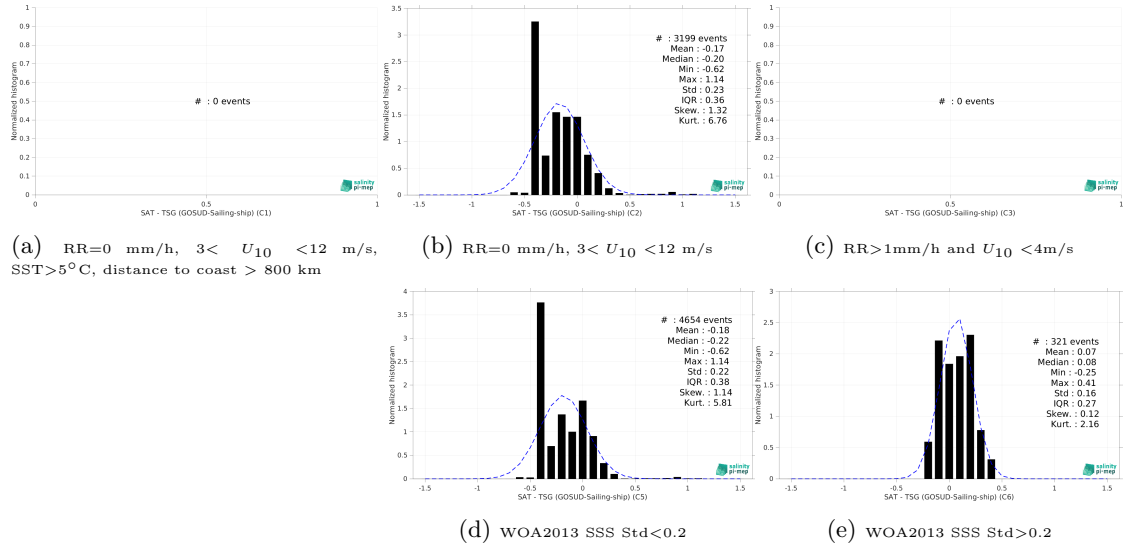 1
0.9
0.8
0.7
0.6
0.5
0.4
0.3
0.2
0.1
0
Normalized histogram
# : 0 events
0 0.5 1
SAT - TSG (GOSUD-Sailing-ship) (C1)
salinity
pi-mep
(a) RR=0 mm/h, 3< U10 <12 m/s,
SST>5°C, distance to coast > 800 km
3.5
3
2.5
2
1.5
1
0.5
0
Normalized histogram
# : 3199 events
Mean : -0.17
Median : -0.20
Min : -0.62
Max : 1.14
Std : 0.23
IQR : 0.36
Skew. : 1.32
Kurt. : 6.76
-1.5 -1 -0.5 0 0.5 1 1.5
SAT - TSG (GOSUD-Sailing-ship) (C2)
salinity
pi-mep
(b) RR=0 mm/h, 3< U10 <12 m/s
1
0.9
0.8
0.7
0.6
0.5
0.4
0.3
0.2
0.1
0
Normalized histogram
# : 0 events
0 0.5 1
SAT - TSG (GOSUD-Sailing-ship) (C3)
salinity
pi-mep
(c) RR>1mm/h and U10 <4m/s
4
3.5
3
2.5
2
1.5
1
0.5
0
Normalized histogram
# : 4654 events
Mean : -0.18
Median : -0.22
Min : -0.62
Max : 1.14
Std : 0.22
IQR : 0.38
Skew. : 1.14
Kurt. : 5.81
-1.5 -1 -0.5 0 0.5 1 1.5
SAT - TSG (GOSUD-Sailing-ship) (C5)
salinity
pi-mep
(d) WOA2013 SSS Std<0.2
3
2.5
2
1.5
1
0.5
0
Normalized histogram
# : 321 events
Mean : 0.07
Median : 0.08
Min : -0.25
Max : 0.41
Std : 0.16
IQR : 0.27
Skew. : 0.12
Kurt. : 2.16
-1.5 -1 -0.5 0 0.5 1 1.5
SAT - TSG (GOSUD-Sailing-ship) (C6)
salinity
pi-mep
(e) WOA2013 SSS Std>0.2